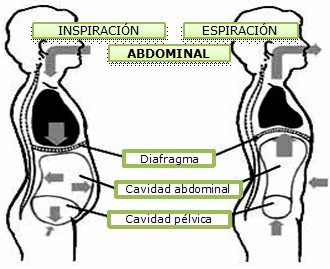 INSPIRACIÓN
ESPIRACIÓN
ABDOMINAL
Diafragma
Cavidad abdominal
Cavidad pélvica